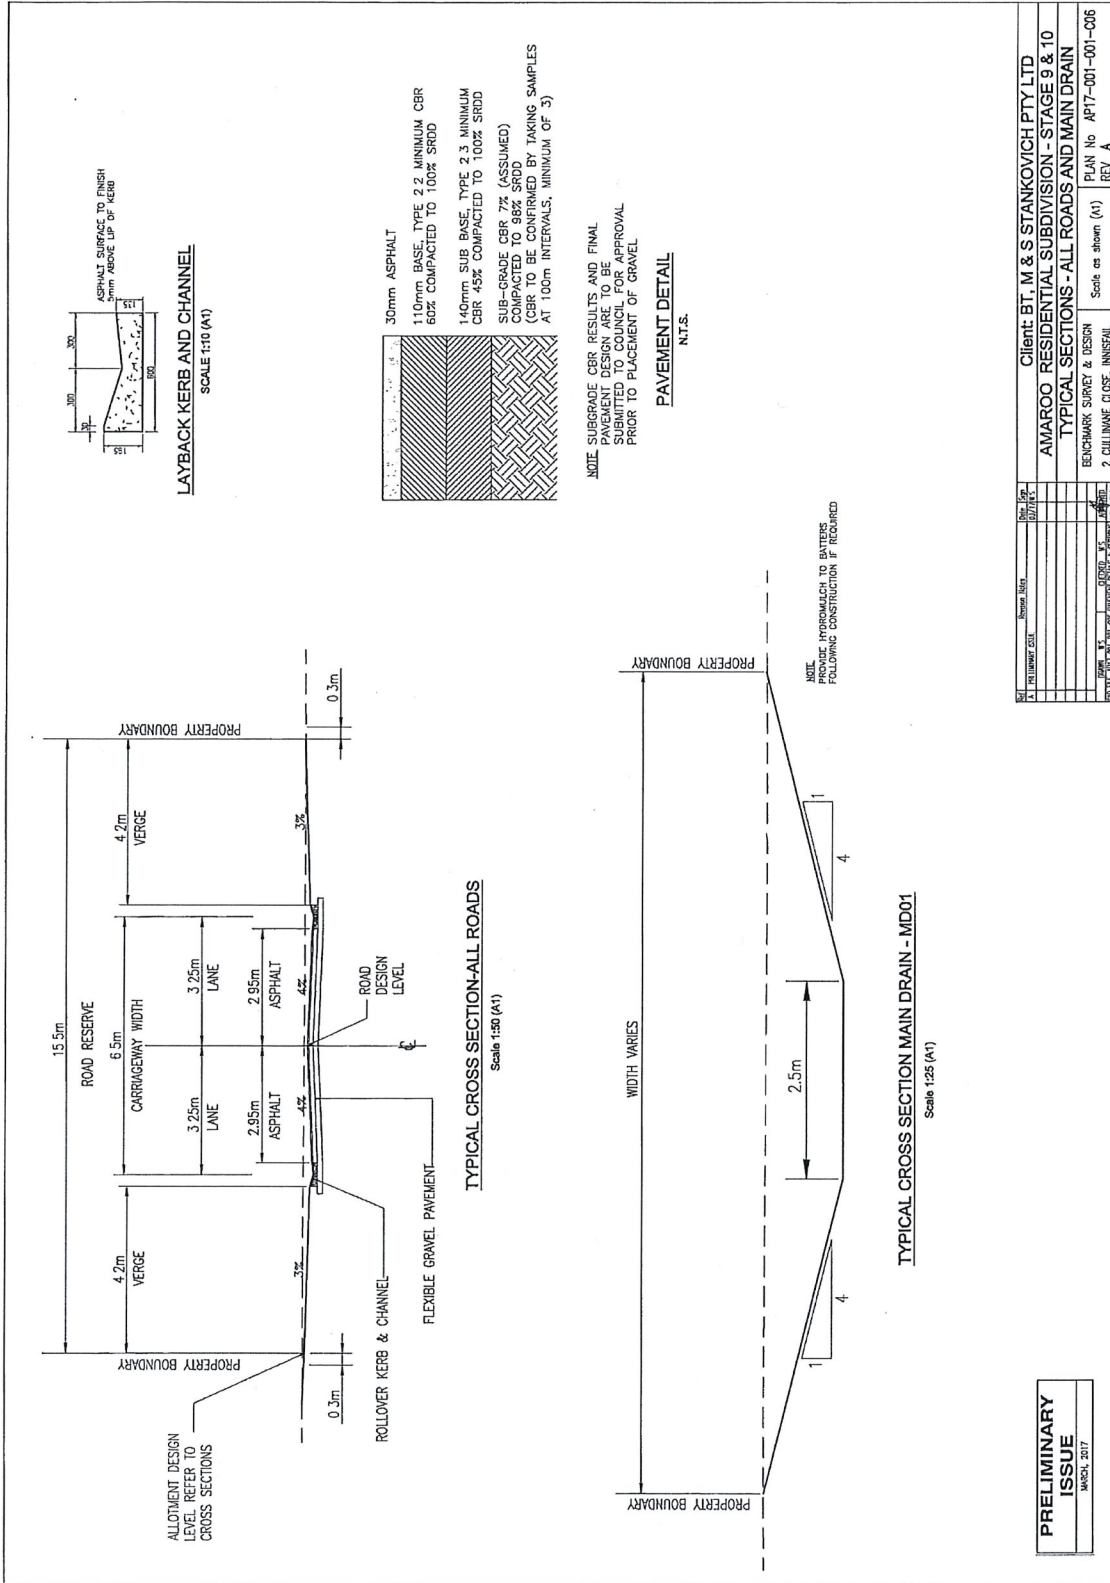 15 5m
ROAD RESERVE
4 2m
VERGE
6 5m
CARRIAGEWAY WIDTH
4 2m
VERGE
3 25m
LANE
3 25m
LANE
2.95m
ASPHALT
2 95m
ASPHALT
PROPERTY BOUNDARY
PROPERTY BOUNDARY
3%
4%
4%
3%
0 3m
0 3m
ALLOTMENT DESIGN
LEVEL REFER TO
CROSS SECTIONS
ROLLOVER KERB & CHANNEL
FLEXIBLE GRAVEL PAVEMENT
ROAD
DESIGN
LEVEL
TYPICAL CROSS SECTION-ALL ROADS
Scale 1:50 (A1)
ASPHALT SURFACE TO FINISH
5mm ABOVE LIP OF KERB
300
300
30
600
LAYBACK KERB AND CHANNEL
SCALE 1:10 (A1)
30mm ASPHALT
110mm BASE, TYPE 2 2 MINIMUM CBR
60% COMPACTED TO 100% SRDD
140mm SUB BASE, TYPE 2 3 MINIMUM
CBR 45% COMPACTED TO 100% SRDD
SUB-GRADE CBR 7% (ASSUMED)
COMPACTED TO 98% SRDD
(CBR TO BE CONFIRMED BY TAKING SAMPLES
AT 100m INTERVALS, MINIMUM OF 3)
NOTE SUBGRADE CBR RESULTS AND FINAL
PAVEMENT DESIGN ARE TO BE
SUBMITTED TO COUNCIL FOR APPROVAL
PRIOR TO PLACEMENT OF GRAVEL
PAVEMENT DETAIL
N.T.S.
WIDTH VARIES
PROPERTY BOUNDARY
PROPERTY BOUNDARY
2.5m
1
4
1
4
NOTE
PROVIDE HYDROMULCH TO BATTERS
FOLLOWING CONSTRUCTION IF REQUIRED
TYPICAL CROSS SECTION MAIN DRAIN - MD01
Scale 1:25 (A1)
PRELIMINARY
ISSUE
MARCH, 2017
A PRELIMINARY ISSUE
Revision Notes
Date
Client: BT, M & S STANKOVICH PTY LTD
AMAROO RESIDENTIAL SUBDIVISION - STAGE 9 & 10
TYPICAL SECTIONS - ALL ROADS AND MAIN DRAIN
BENCHMARK SURVEY & DESIGN
2 CULLINANE CLOSE, INNISFAIL
Scale as shown (A1)
PLAN No AP17-001-001-C06
REV A